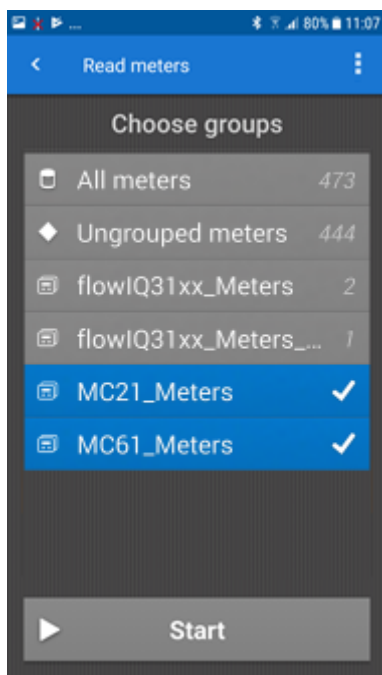 ... 80% 11:07
Read meters
Choose groups
All meters 473
Ungrouped meters 444
flowIQ31xx_Meters 2
flowIQ31xx_Meters_... 1
MC21_Meters
MC61_Meters
Start